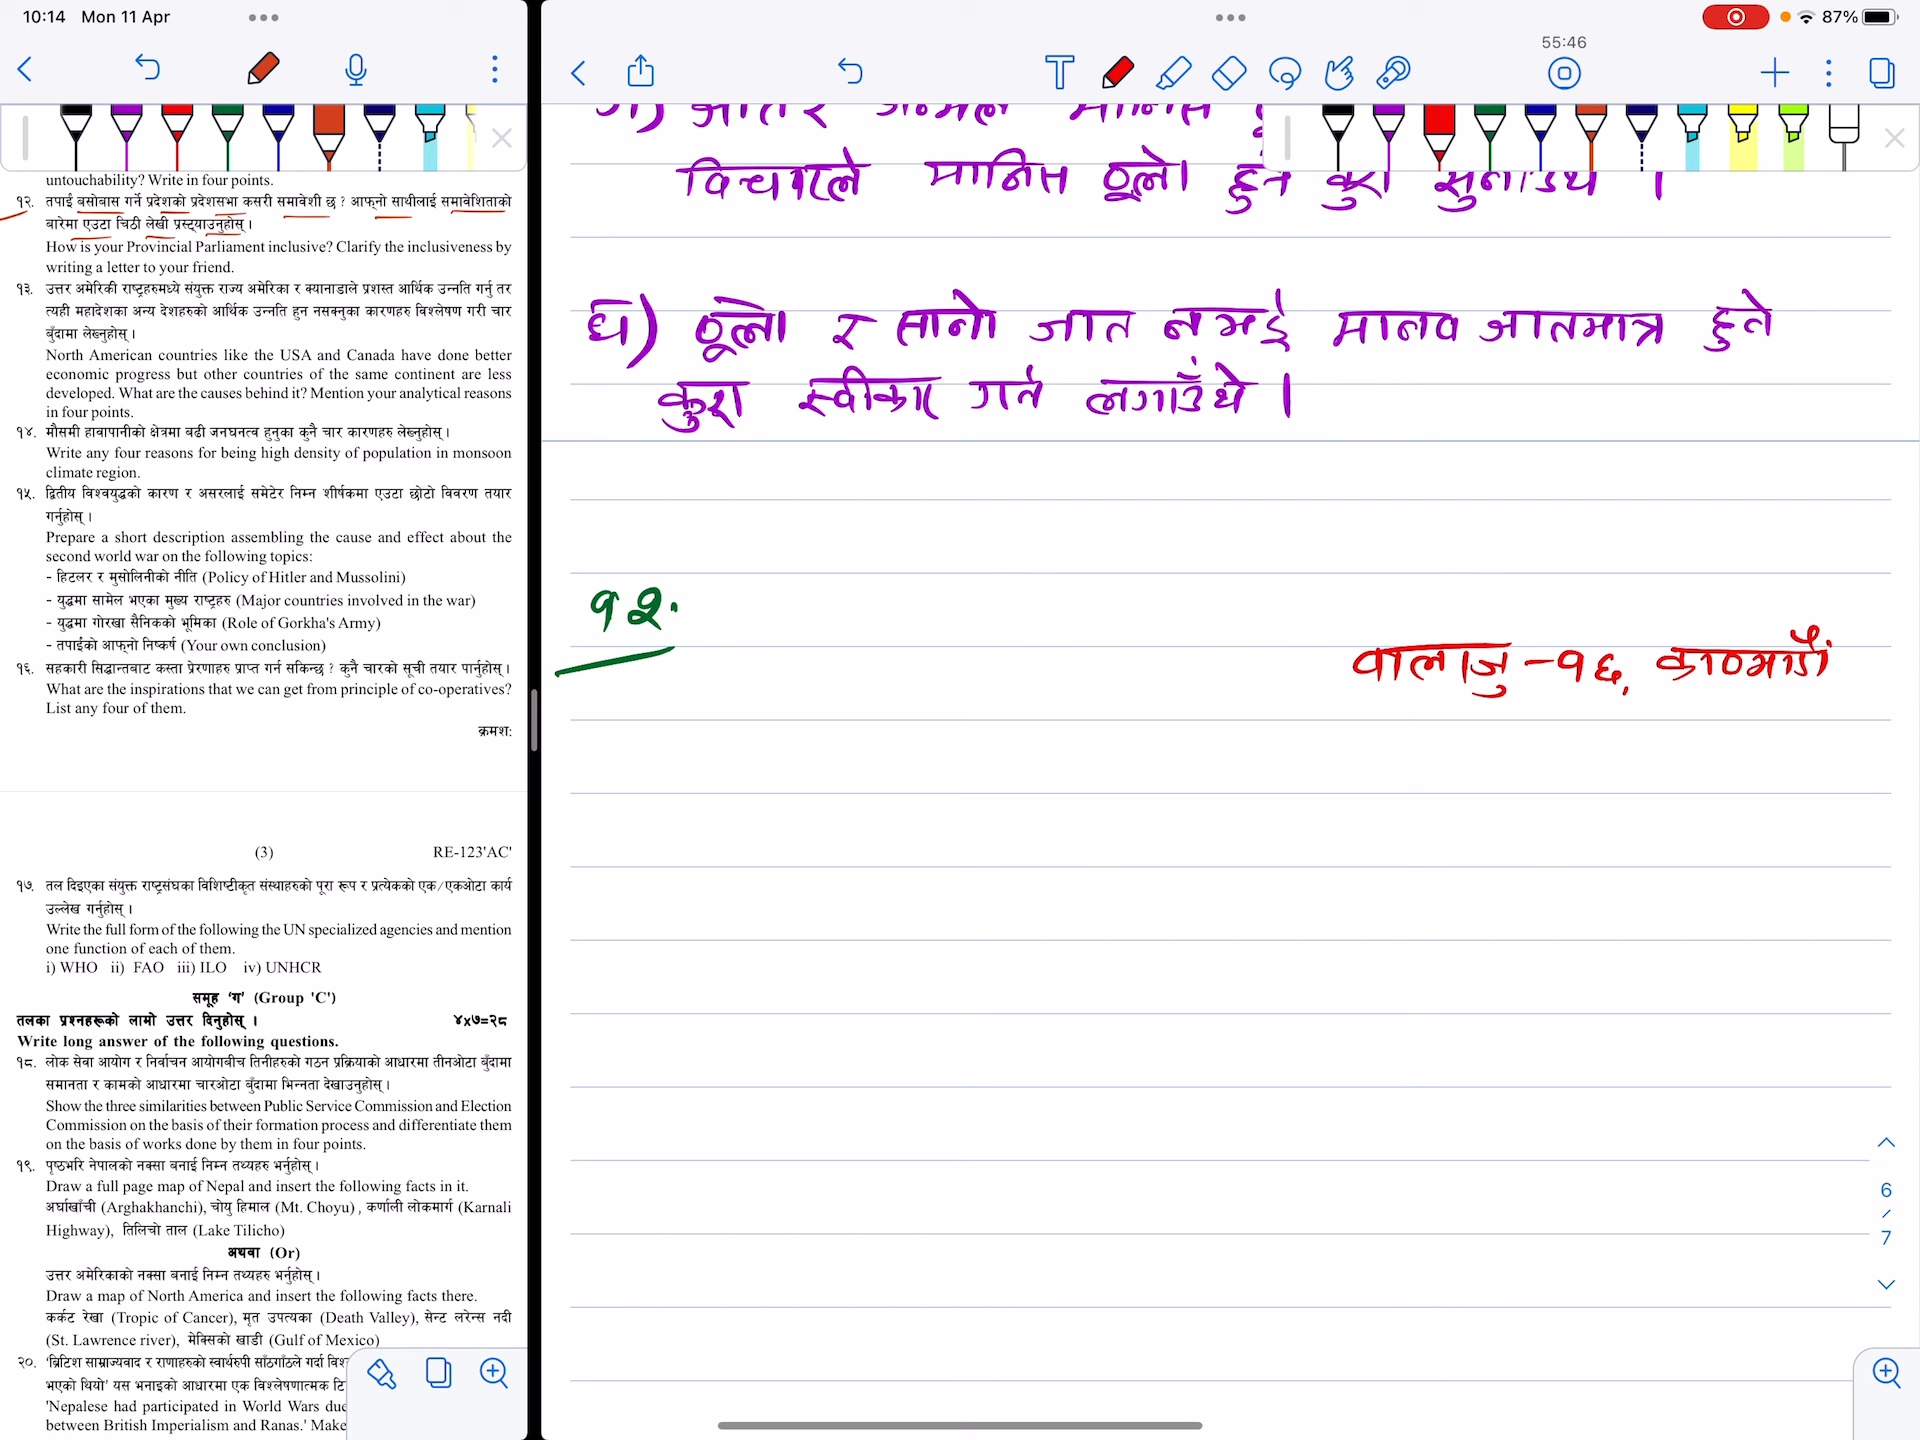 10:14 Mon 11 Apr
87%
55:46
untouchability? Write in four points.
१२. तपाईं बसोबास गर्ने प्रदेशको प्रदेशसभा कसरी समावेशी छ ? आफ्नो साथीलाई समावेशिताको
बारेमा एउटा चिठी लेखी प्रस्ट्याउनुहोस् ।
How is your Provincial Parliament inclusive? Clarify the inclusiveness by
writing a letter to your friend.
१३. उत्तर अमेरिकी राष्ट्रहरुमध्ये संयुक्त राज्य अमेरिका र क्यानाडाले प्रशस्त आर्थिक उन्नति गर्नु तर
त्यही महादेशका अन्य देशहरुको आर्थिक उन्नति हुन नसक्नुका कारणहरु विश्लेषण गरी चार
बुँदामा लेख्नुहोस् ।
North American countries like the USA and Canada have done better
economic progress but other countries of the same continent are less
developed. What are the causes behind it? Mention your analytical reasons
in four points.
१४. मौसमी हावापानीको क्षेत्रमा बढी जनघनत्व हुनुका कुनै चार कारणहरु लेख्नुहोस् ।
Write any four reasons for being high density of population in monsoon
climate region.
१५. द्वितीय विश्वयुद्धको कारण र असरलाई समेटेर निम्न शीर्षकमा एउटा छोटो विवरण तयार
गर्नुहोस् ।
Prepare a short description assembling the cause and effect about the
second world war on the following topics:
- हिटलर र मुसोलिनीको नीति (Policy of Hitler and Mussolini)
- युद्धमा सामेल भएका मुख्य राष्ट्रहरु (Major countries involved in the war)
- युद्धमा गोरखा सैनिकको भूमिका (Role of Gorkha's Army)
- तपाईंको आफ्नो निष्कर्ष (Your own conclusion)
१६. सहकारी सिद्धान्तबाट कस्ता प्रेरणाहरु प्राप्त गर्न सकिन्छ ? कुनै चारको सूची तयार पार्नुहोस् ।
What are the inspirations that we can get from principle of co-operatives?
List any four of them.
क्रमश:
(3) RE-123'AC'
१७. तल दिइएका संयुक्त राष्ट्रसंघका विशिष्टीकृत संस्थाहरुको पूरा रूप र प्रत्येकको एक/एकओटा कार्य
उल्लेख गर्नुहोस् ।
Write the full form of the following the UN specialized agencies and mention
one function of each of them.
i) WHO ii) FAO iii) ILO iv) UNHCR
समूह ‘ग’ (Group 'C')
तलका प्रश्नहरूको लामो उत्तर दिनुहोस् । ४x७=२८
Write long answer of the following questions.
१८. लोक सेवा आयोग र निर्वाचन आयोगबीच तिनीहरुको गठन प्रक्रियाको आधारमा तीनओटा बुँदामा
समानता र कामको आधारमा चारओटा बुँदामा भिन्नता देखाउनुहोस् ।
Show the three similarities between Public Service Commission and Election
Commission on the basis of their formation process and differentiate them
on the basis of works done by them in four points.
१९. पृष्ठभरि नेपालको नक्सा बनाई निम्न तथ्यहरु भर्नुहोस् ।
Draw a full page map of Nepal and insert the following facts in it.
अर्घाखाँची (Arghakhanchi), चोयु हिमाल (Mt. Choyu) , कर्णाली लोकमार्ग (Karnali
Highway), तिलिचो ताल (Lake Tilicho)
अथवा (Or)
उत्तर अमेरिकाको नक्सा बनाई निम्न तथ्यहरु भर्नुहोस् ।
Draw a map of North America and insert the following facts there.
कर्कट रेखा (Tropic of Cancer), मृत उपत्यका (Death Valley), सेन्ट लरेन्स नदी
(St. Lawrence river), मेक्सिको खाडी (Gulf of Mexico)
२०. ‘ब्रिटिश साम्राज्यवाद र राणाहरुको स्वार्थरुपी साँठगाँठले गर्दा
भएको थियो’ यस भनाइको आधारमा एक विश्लेषणात्मक
'Nepalese had participated in World Wars due
between British Imperialism and Ranas.' Make
विचारले मानिस ठूलो हुने कुरा सुनाउँथे ।
घ) ठूलो र सानो जात नभई मानव जातमात्र हुने
कुरा स्वीकार गर्न लगाउँथे ।
१२.
वालाजु -१६, काठमाडौं
6
/
7